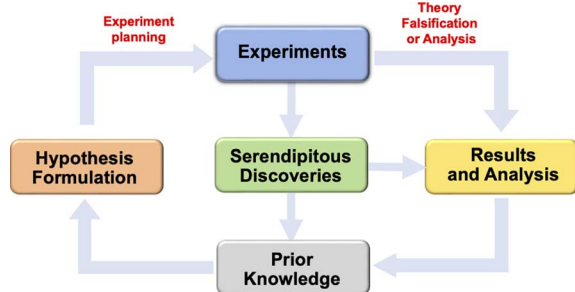 Experiment
planning
Theory
Falsification
or Analysis
Experiments
Hypothesis
Formulation
Serendipitous
Discoveries
Results
and Analysis
Prior
Knowledge